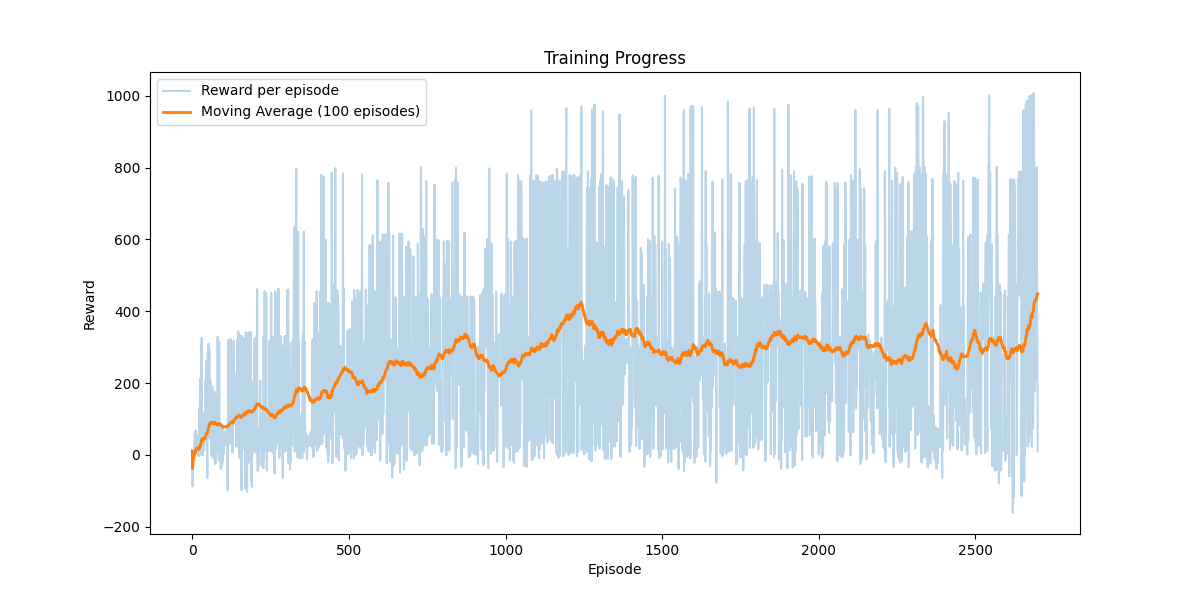 Training Progress
Reward per episode
Moving Average (100 episodes)
1000
800
600
400
200
0
−200
Reward
0
500
1000
1500
2000
2500
Episode